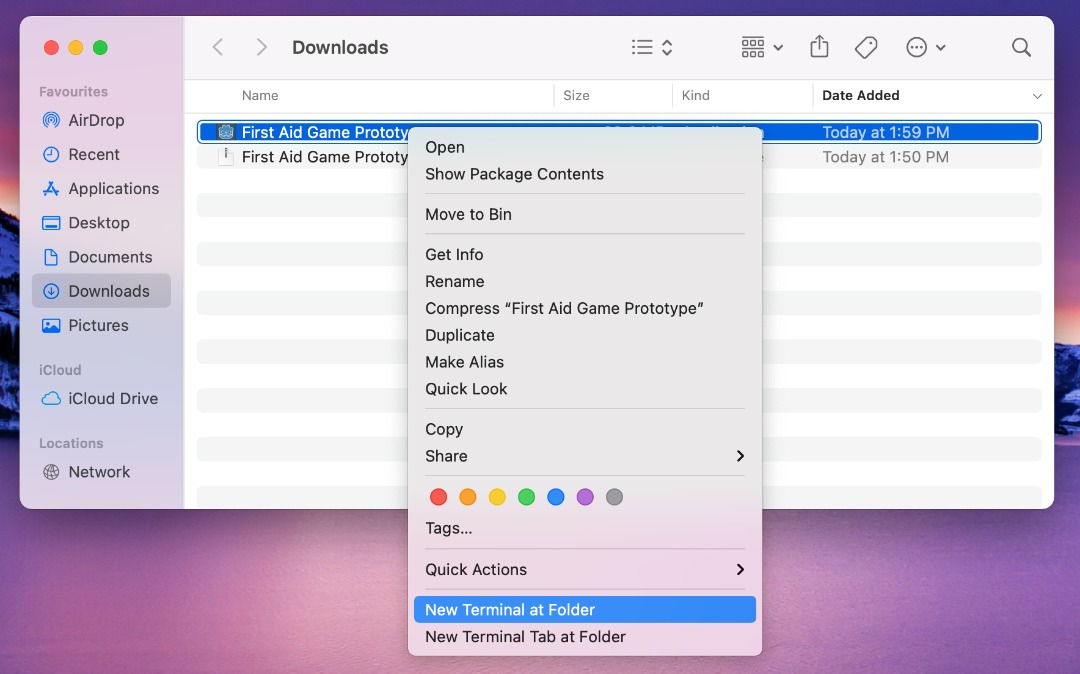 Downloads
Favourites
AirDrop
Recent
Applications
Desktop
Documents
Downloads
Pictures
iCloud
iCloud Drive
Locations
Network
Name Size Kind Date Added
First Aid Game Prototy Today at 1:59 PM
First Aid Game Prototy Today at 1:50 PM
Open
Show Package Contents
Move to Bin
Get Info
Rename
Compress “First Aid Game Prototype”
Duplicate
Make Alias
Quick Look
Copy
Share
Tags...
Quick Actions
New Terminal at Folder
New Terminal Tab at Folder